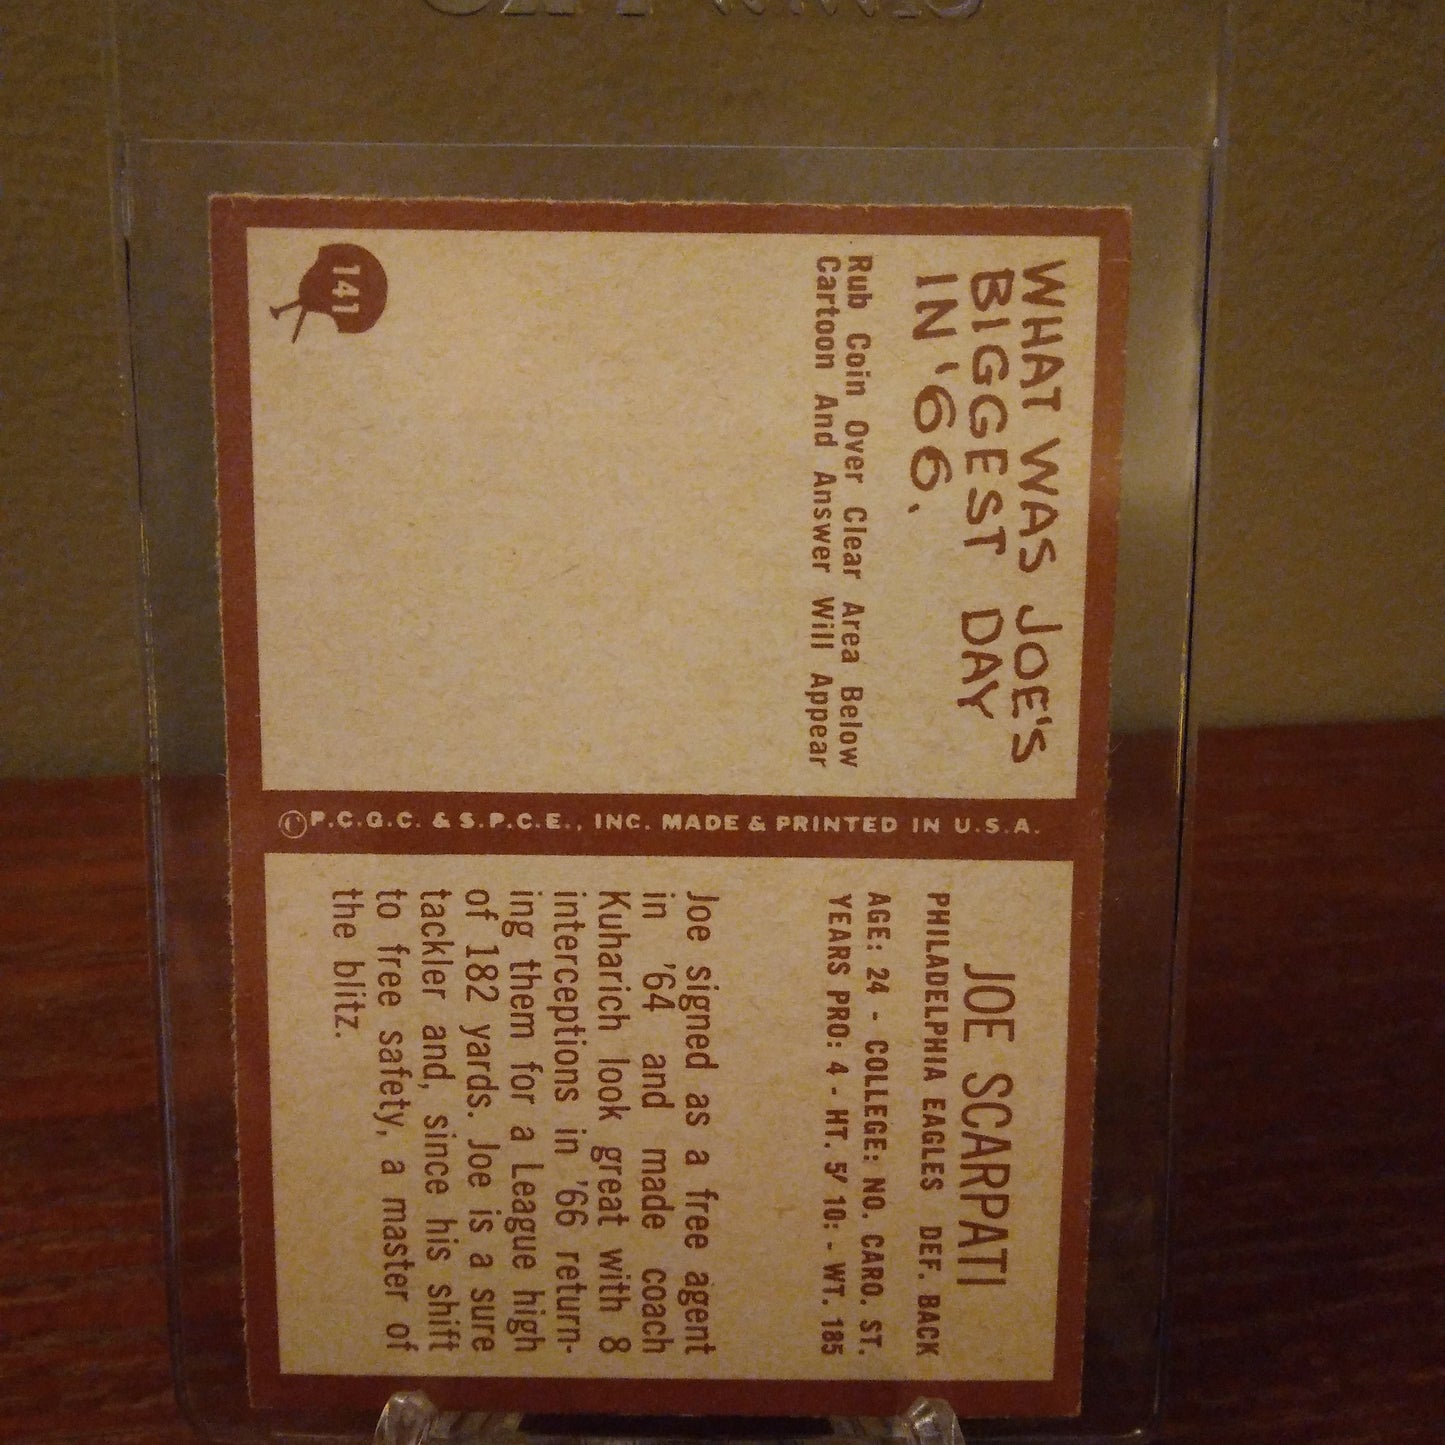 WHAT WAS JOE'S
BIGGEST DAY
IN '66.
Rub Coin Over Clear Area Below
Cartoon And Answer Will Appear
141
©P.C.G.C. & S.P.C.E., INC. MADE & PRINTED IN U.S.A.
JOE SCARPATI
PHILADELPHIA EAGLES DEF. BACK
AGE: 24 - COLLEGE: NO. CARO. ST.
YEARS PRO: 4 - HT. 5' 10: - WT. 185
Joe signed as a free agent
in '64 and made coach
Kuharich look great with 8
interceptions in '66 return-
ing them for a League high
of 182 yards. Joe is a sure
tackler and, since his shift
to free safety, a master of
the blitz.